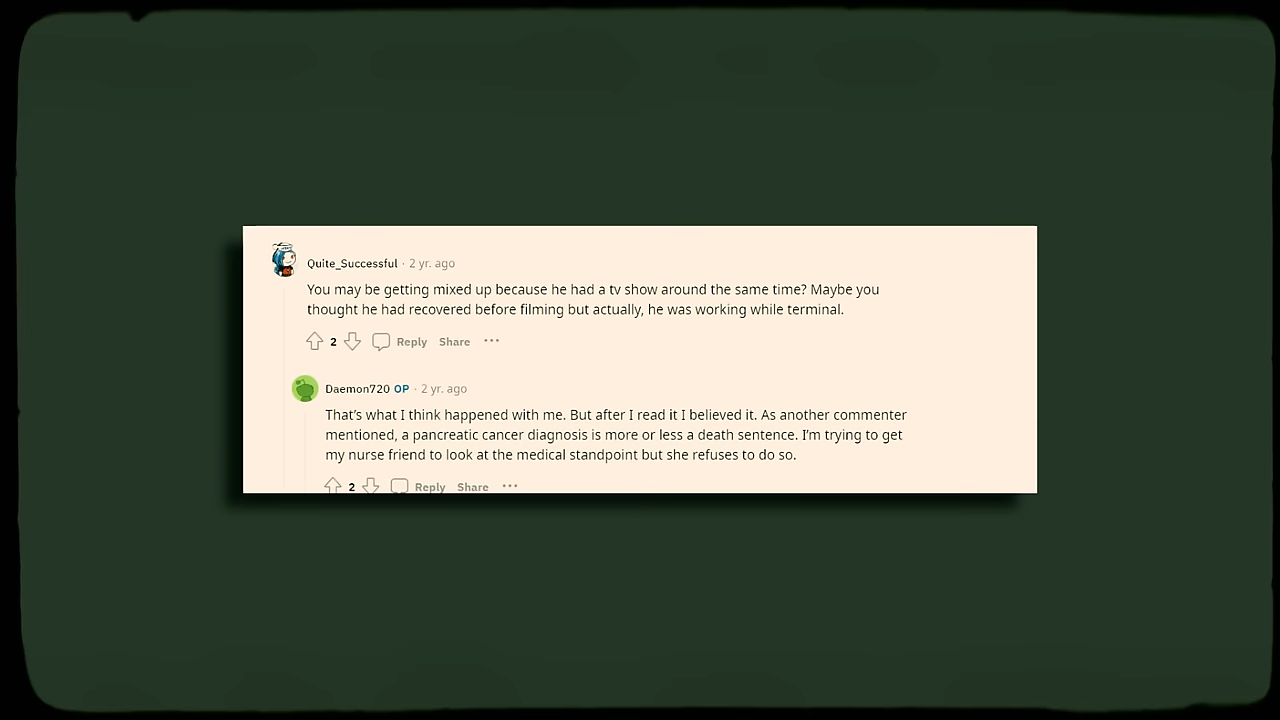 Quite_Successful · 2 yr. ago
You may be getting mixed up because he had a tv show around the same time? Maybe you
thought he had recovered before filming but actually, he was working while terminal.
2 Reply Share ···
Daemon720 OP · 2 yr. ago
That’s what I think happened with me. But after I read it I believed it. As another commenter
mentioned, a pancreatic cancer diagnosis is more or less a death sentence. I’m trying to get
my nurse friend to look at the medical standpoint but she refuses to do so.
2 Reply Share ···